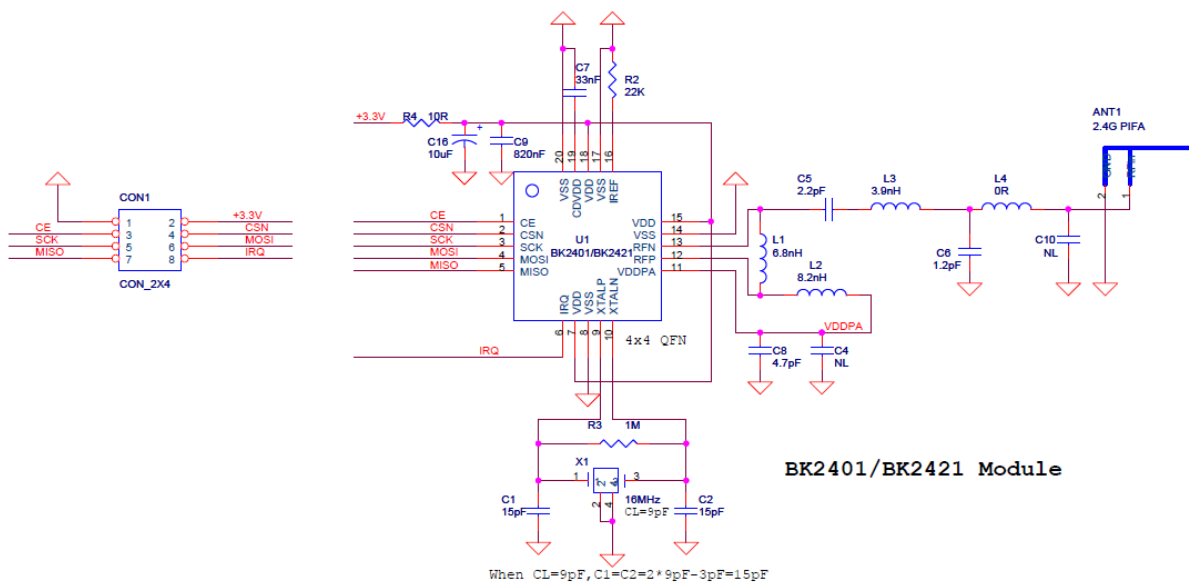 C7
33nF
R2
22K
+3.3V
R4 10R
C16
10uF
+
C9
820nF
20
19
18
17
16
VSS
CDVDD
VDD
VSS
IREF
ANT1
2.4G PIFA
GND
RFin
2
1
C5
2.2pF
L3
3.9nH
L4
0R
CON1
1 2 +3.3V
CE 3 4 CSN
SCK 5 6 MOSI
MISO 7 8 IRQ
CON_2X4
CE 1 CE
CSN 2 CSN
SCK 3 SCK
MOSI 4 MOSI
MISO 5 MISO
U1
BK2401/BK2421
VDD 15
VSS 14
RFN 13
RFP 12
VDDPA 11
IRQ
VDD
VSS
XTALP
XTALN
6
7
8
9
10
4x4 QFN
L1
6.8nH
L2
8.2nH
C6
1.2pF
C10
NL
VDDPA
C8
4.7pF
C4
NL
IRQ
R3 1M
X1
1
3
2
4
16MHz
CL=9pF
C1
15pF
C2
15pF
BK2401/BK2421 Module
When CL=9pF,C1=C2=2*9pF-3pF=15pF